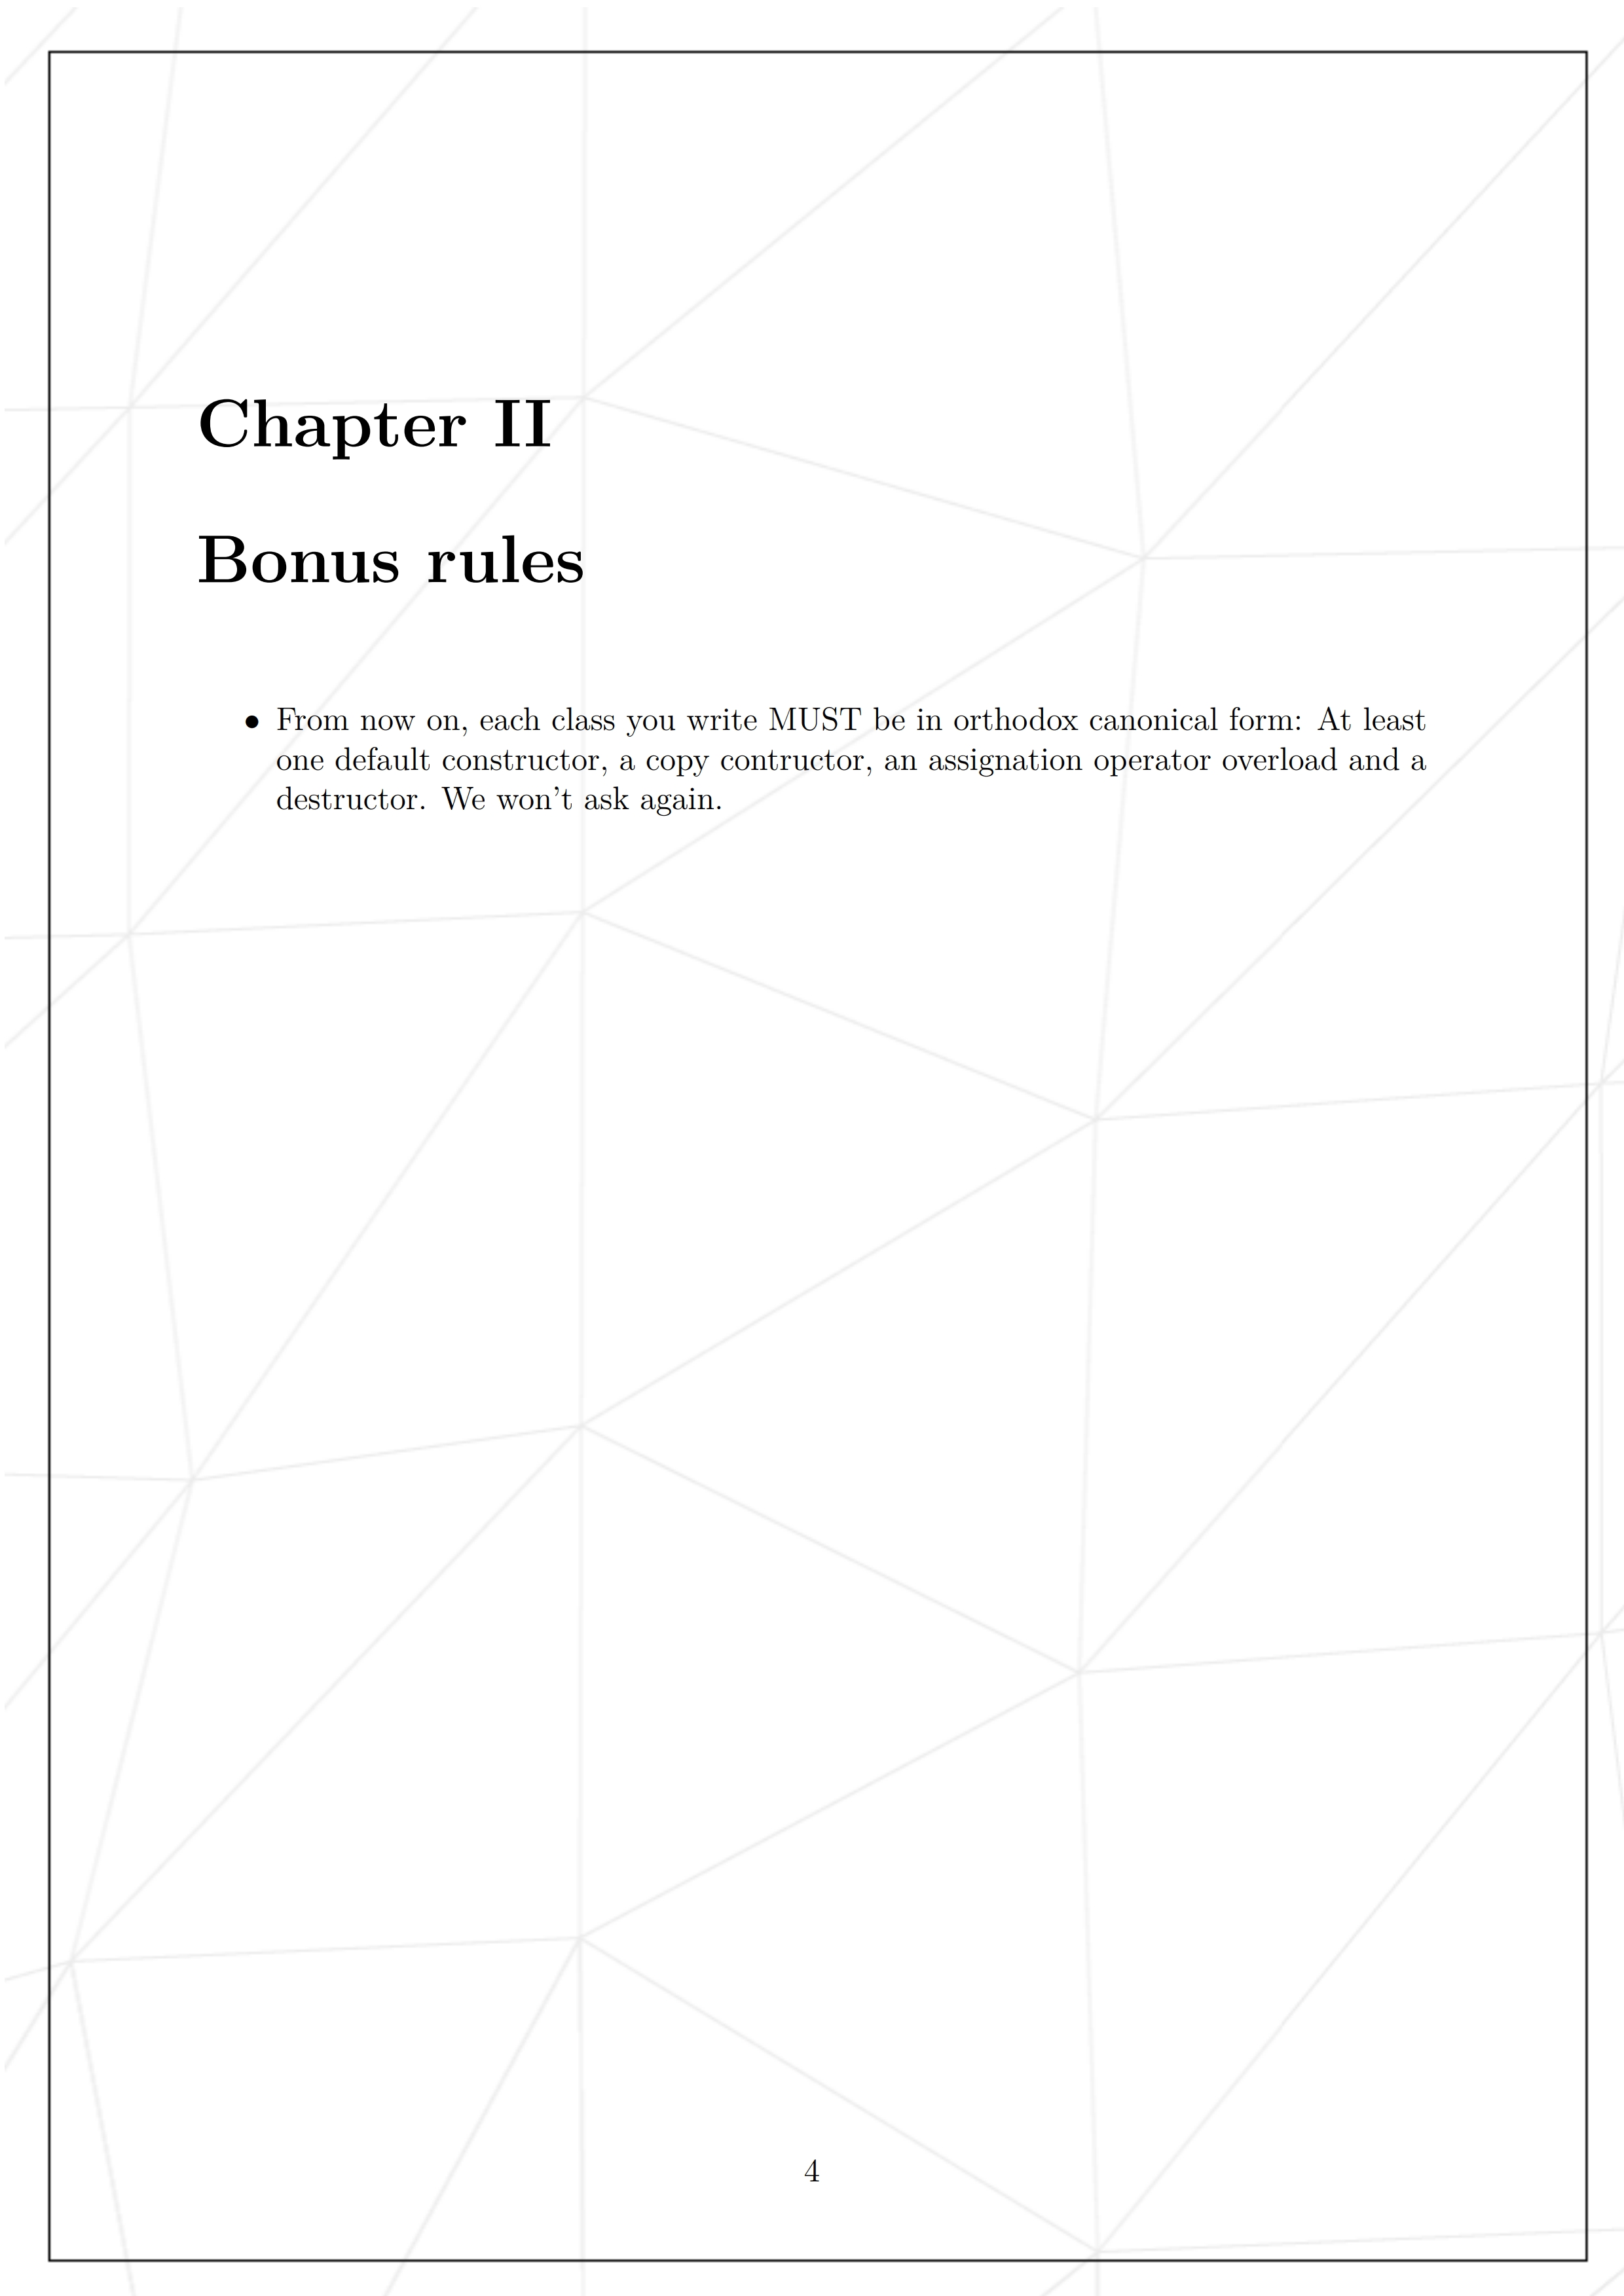 Chapter II
Bonus rules
• From now on, each class you write MUST be in orthodox canonical form: At least
one default constructor, a copy contructor, an assignation operator overload and a
destructor. We won't ask again.
4